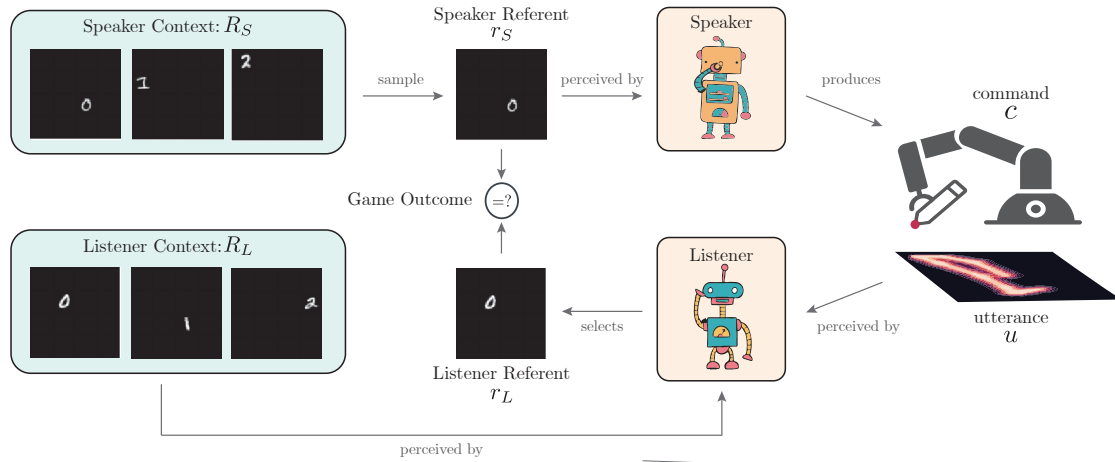 Speaker Context: R_S
0
1
2
sample
Speaker Referent
r_S
0
perceived by
Speaker
produces
command
c
Game Outcome
=?
Listener Context: R_L
0
1
2
Listener Referent
r_L
0
selects
Listener
perceived by
utterance
u
perceived by